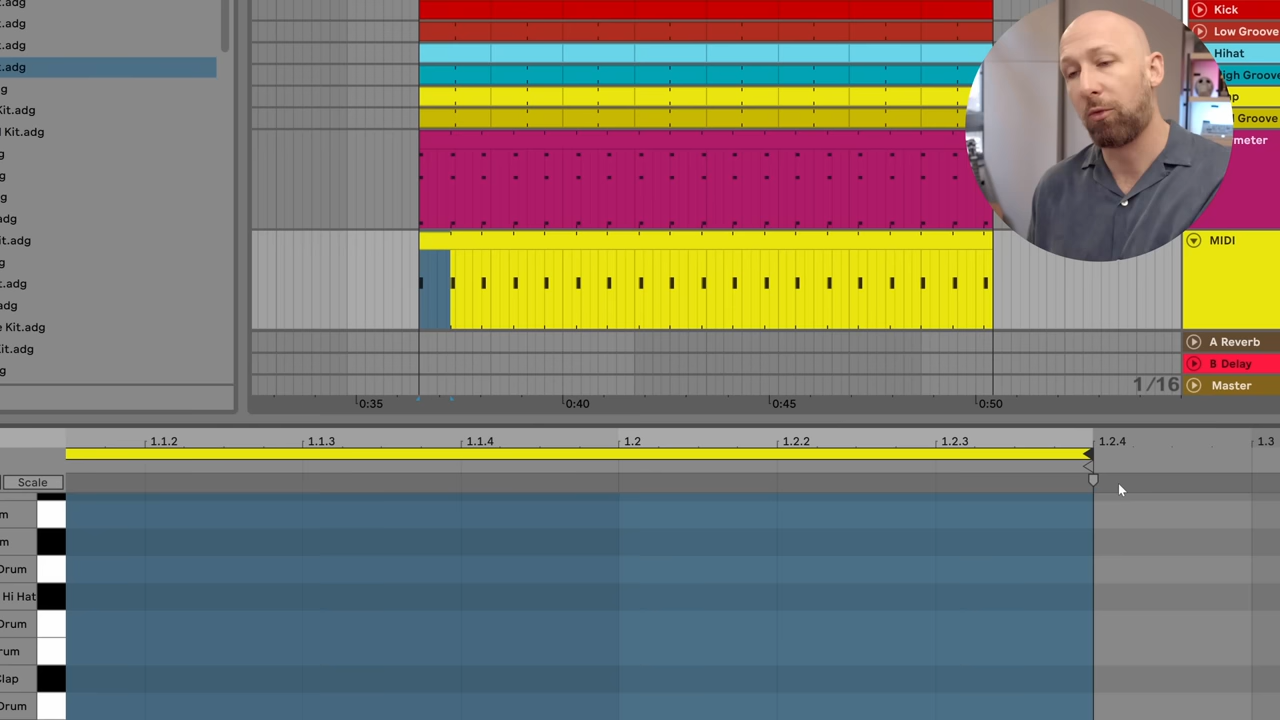 t.adg
t.adg
t.adg
t.adg
g
Kit.adg
l Kit.adg
g
g
g
adg
it.adg
g
t.adg
adg
e Kit.adg
Kit.adg
g
Kick
Low Groove
Hihat
igh Groove
p
l Groove
meter
MIDI
A Reverb
B Delay
Master
1/16
0:35
0:40
0:45
0:50
1.1.2
1.1.3
1.1.4
1.2
1.2.2
1.2.3
1.2.4
1.3
Scale
m
m
Drum
Hi Hat
Drum
rum
Clap
Drum